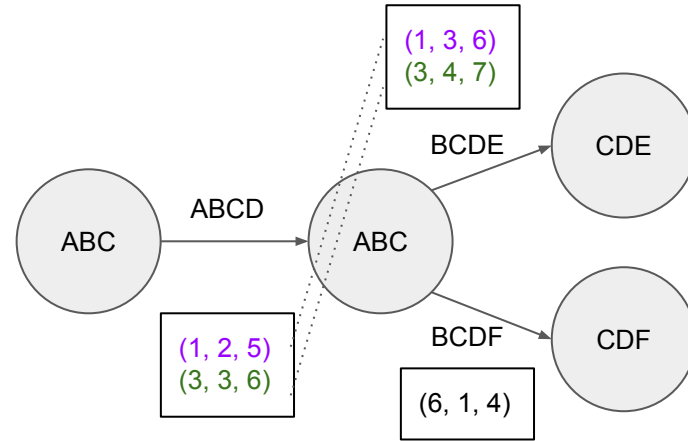 (1, 3, 6)
(3, 4, 7)
BCDE
CDE
ABCD
ABC
ABC
(1, 2, 5)
(3, 3, 6)
BCDF
CDF
(6, 1, 4)